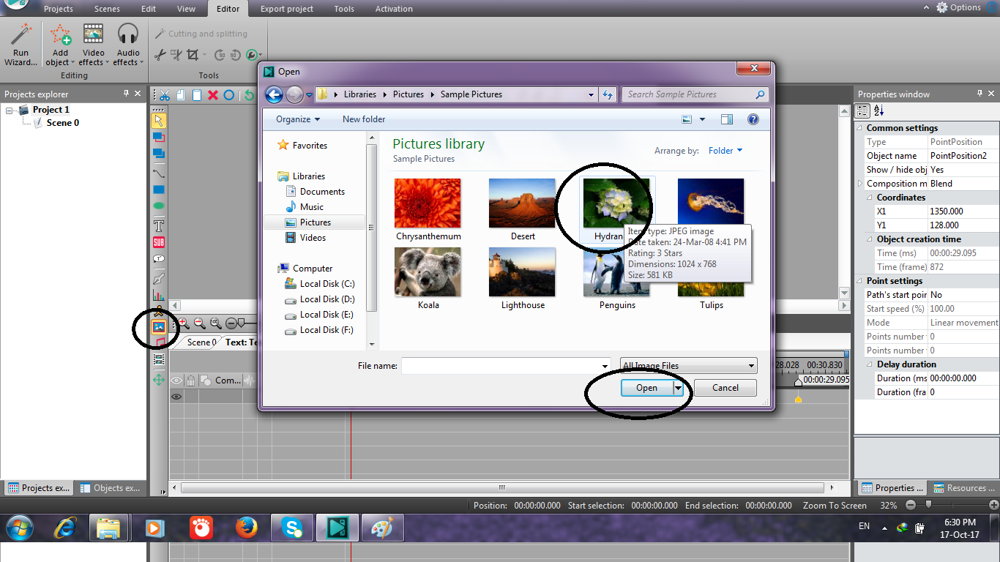 Projects Scenes Edit View Editor Export project Tools Activation Options
Run Wizard...
Add object
Video effects
Audio effects
Editing
Cutting and splitting
90 90
Tools
Projects explorer
Project 1
Scene 0
Open
Libraries Pictures Sample Pictures
Search Sample Pictures
Organize New folder
Favorites
Libraries
Documents
Music
Pictures
Videos
Computer
Local Disk (C:)
Local Disk (D:)
Local Disk (E:)
Local Disk (F:)
Pictures library
Sample Pictures
Arrange by: Folder
Chrysanthemum Desert Hydran
Item type: JPEG image
Date taken: 24-Mar-08 4:41 PM
Rating: 3 Stars
Dimensions: 1024 x 768
Size: 581 KB
Koala Lighthouse Penguins Tulips
File name:
All Image Files
Open Cancel
T
SUB
100
Scene 0 Text: Te
Com...
28.028 00:30.830
00:00:29.095
Properties window
Common settings
Type PointPosition
Object name PointPosition2
Show / hide obj Yes
Composition m Blend
Coordinates
X1 1350.000
Y1 128.000
Object creation time
Time (ms) 00:00:29.095
Time (frame) 872
Point settings
Path's start poir No
Start speed (%) 100.00
Mode Linear movement
Points number 0
Points number 0
Delay duration
Duration (ms 00:00:00.000
Duration (fra 0
Projects ex... Objects ex...
Properties ... Resources ...
Position: 00:00:00.000 Start selection: 00:00:00.000 End selection: 00:00:00.000 Zoom To Screen 32%
EN
6:30 PM
17-Oct-17